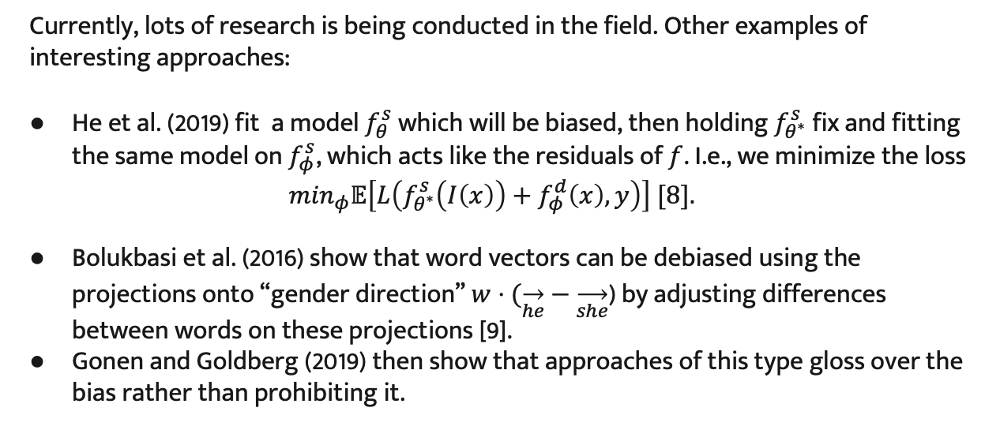 Currently, lots of research is being conducted in the field. Other examples of
interesting approaches:
● He et al. (2019) fit a model $f_\theta^s$ which will be biased, then holding $f_{\theta^*}^s$ fix and fitting
the same model on $f_\phi^s$, which acts like the residuals of $f$. I.e., we minimize the loss
$min_\phi \mathbb{E}[L(f_{\theta^*}^s(I(x)) + f_\phi^d(x), y)]$ [8].
● Bolukbasi et al. (2016) show that word vectors can be debiased using the
projections onto “gender direction” $w \cdot (\underset{he}{\rightarrow} - \underset{she}{\longrightarrow})$ by adjusting differences
between words on these projections [9].
● Gonen and Goldberg (2019) then show that approaches of this type gloss over the
bias rather than prohibiting it.